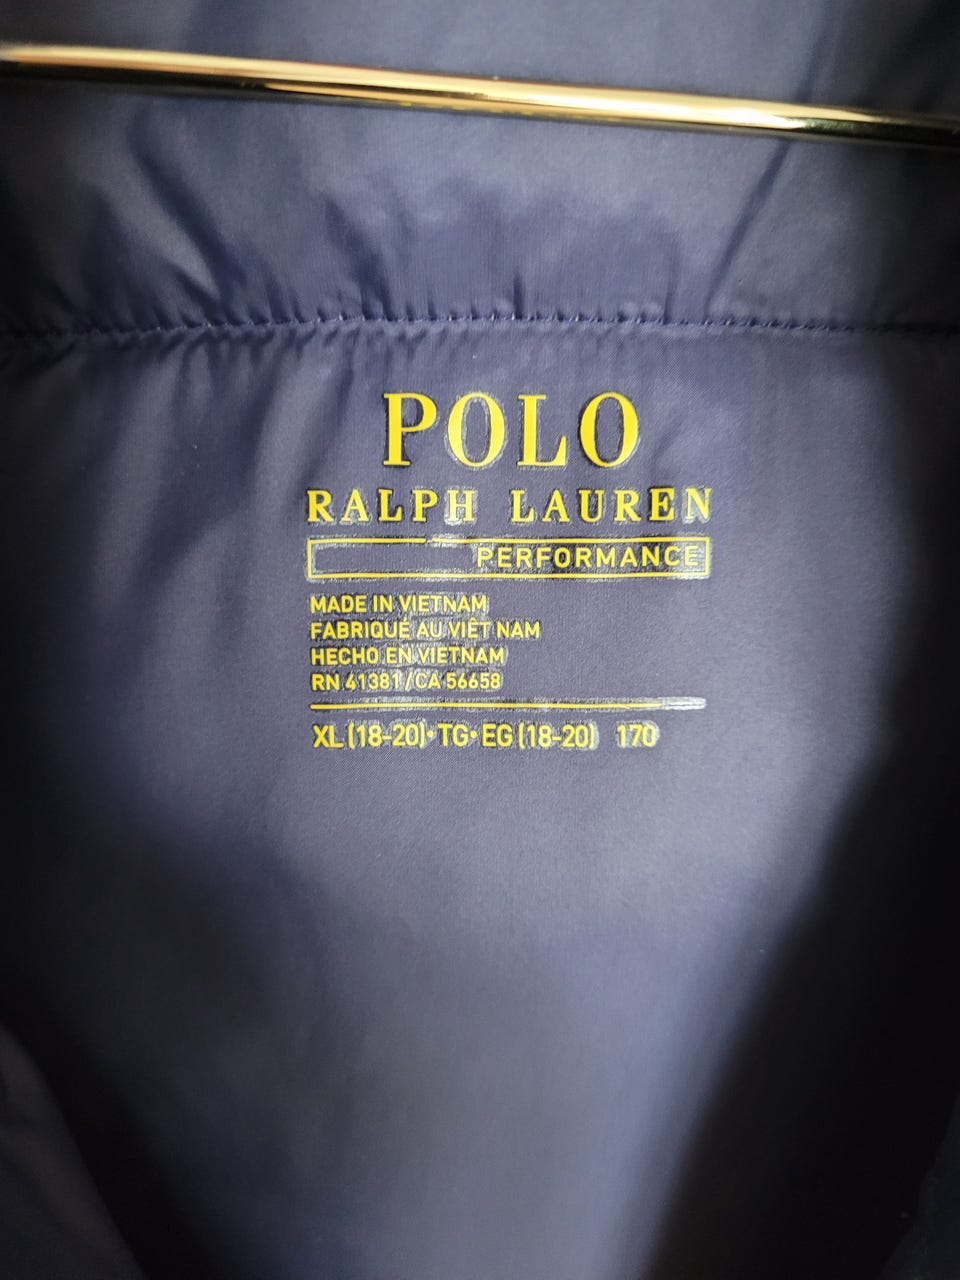 POLO
RALPH LAUREN
PERFORMANCE
MADE IN VIETNAM
FABRIQUÉ AU VIÊT NAM
HECHO EN VIETNAM
RN 41381/CA 56658
XL (18-20)•TG•EG (18-20) 170